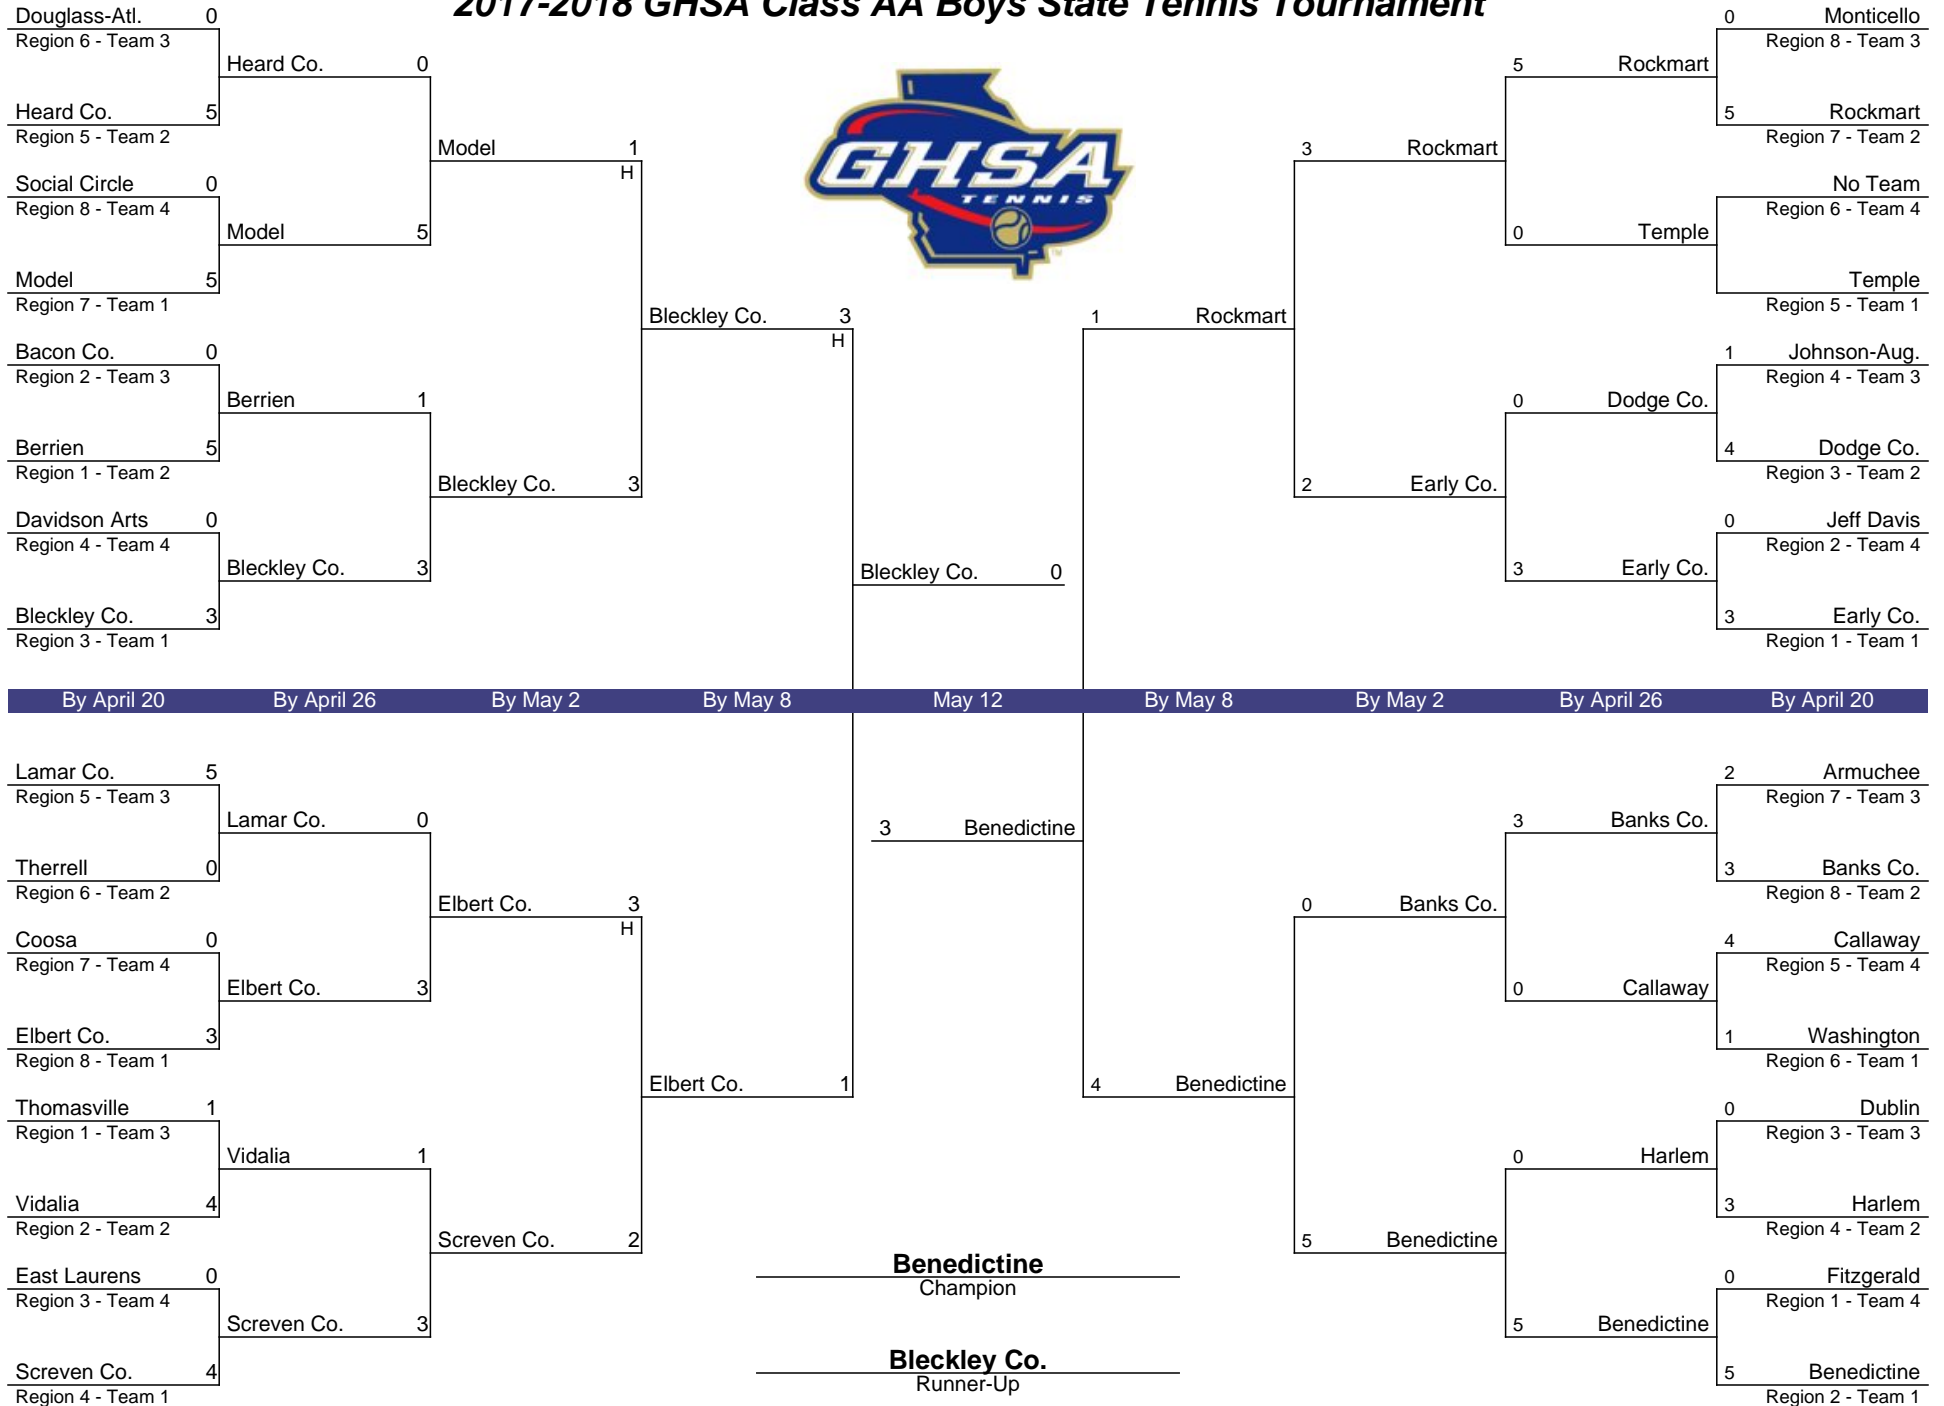 2017-2018 GHSA Class AA Boys State Tennis Tournament
Douglass-Atl. 0
Region 6 - Team 3
Heard Co. 0
Heard Co. 5
Region 5 - Team 2
Model 1
H
Social Circle 0
Region 8 - Team 4
Model 5
Model 5
Region 7 - Team 1
Bleckley Co. 3
H
Bacon Co. 0
Region 2 - Team 3
Berrien 1
Berrien 5
Region 1 - Team 2
Bleckley Co. 3
Davidson Arts 0
Region 4 - Team 4
Bleckley Co. 3
Bleckley Co. 3
Region 3 - Team 1
Bleckley Co. 0
GHSA
TENNIS
TM
0 Monticello
Region 8 - Team 3
5 Rockmart
5 Rockmart
Region 7 - Team 2
3 Rockmart
No Team
Region 6 - Team 4
0 Temple
Temple
Region 5 - Team 1
1 Rockmart
1 Johnson-Aug.
Region 4 - Team 3
0 Dodge Co.
4 Dodge Co.
Region 3 - Team 2
2 Early Co.
0 Jeff Davis
Region 2 - Team 4
3 Early Co.
3 Early Co.
Region 1 - Team 1
By April 20 By April 26 By May 2 By May 8 May 12 By May 8 By May 2 By April 26 By April 20
Lamar Co. 5
Region 5 - Team 3
Lamar Co. 0
Therrell 0
Region 6 - Team 2
Elbert Co. 3
H
Coosa 0
Region 7 - Team 4
Elbert Co. 3
Elbert Co. 3
Region 8 - Team 1
Elbert Co. 1
Thomasville 1
Region 1 - Team 3
Vidalia 1
Vidalia 4
Region 2 - Team 2
Screven Co. 2
East Laurens 0
Region 3 - Team 4
Screven Co. 3
Screven Co. 4
Region 4 - Team 1
3 Benedictine
2 Armuchee
Region 7 - Team 3
3 Banks Co.
3 Banks Co.
Region 8 - Team 2
0 Banks Co.
4 Callaway
Region 5 - Team 4
0 Callaway
1 Washington
Region 6 - Team 1
4 Benedictine
0 Dublin
Region 3 - Team 3
0 Harlem
3 Harlem
Region 4 - Team 2
5 Benedictine
0 Fitzgerald
Region 1 - Team 4
5 Benedictine
5 Benedictine
Region 2 - Team 1
Benedictine
Champion
Bleckley Co.
Runner-Up